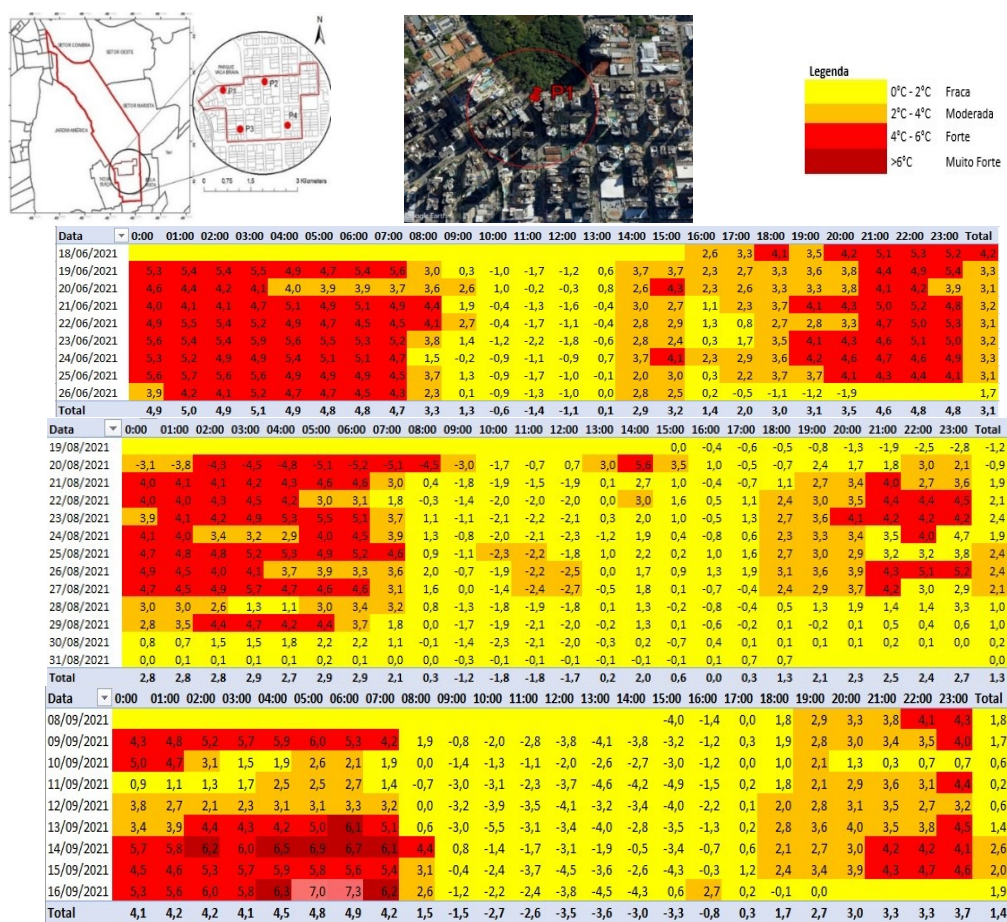 SETOR COIMBRA
SETOR OESTE
N
PARQUE
VACA BRAVA
P1
P2
SETOR MARISTA
JARDIM AMÉRICA
P3
P4
0 0,75 1,5 3 Kilometers
P1
Google Earth
Legenda
0°C - 2°C Fraca
2°C - 4°C Moderada
4°C - 6°C Forte
>6°C Muito Forte
Data 0:00 01:00 02:00 03:00 04:00 05:00 06:00 07:00 08:00 09:00 10:00 11:00 12:00 13:00 14:00 15:00 16:00 17:00 18:00 19:00 20:00 21:00 22:00 23:00 Total
18/06/2021 2,6 3,3 4,1 3,5 4,2 5,1 5,3 5,2 4,2
19/06/2021 5,3 5,4 5,4 5,5 4,9 4,7 5,4 5,6 3,0 0,3 -1,0 -1,7 -1,2 0,6 3,7 3,7 2,3 2,7 3,3 3,6 3,8 4,4 4,9 5,4 3,3
20/06/2021 4,6 4,4 4,2 4,1 4,0 3,9 3,9 3,7 3,6 2,6 1,0 -0,2 -0,3 0,8 2,6 4,3 2,3 2,6 3,3 3,3 3,8 4,1 4,2 3,9 3,1
21/06/2021 4,0 4,1 4,1 4,7 5,1 4,9 5,1 4,9 4,4 1,9 -0,4 -1,3 -1,6 -0,4 3,0 2,7 1,1 2,3 3,7 4,1 4,3 5,0 5,2 4,8 3,2
22/06/2021 4,9 5,5 5,4 5,2 4,9 4,7 4,5 4,5 4,1 2,7 -0,4 -1,7 -1,1 -0,4 2,8 2,9 1,3 0,8 2,7 2,8 3,3 4,7 5,0 5,3 3,1
23/06/2021 5,6 5,4 5,4 5,9 5,6 5,5 5,3 5,2 3,8 1,4 -1,2 -2,2 -1,8 -0,6 2,8 2,4 0,3 1,7 3,5 4,1 4,3 4,6 5,1 5,0 3,2
24/06/2021 5,3 5,2 4,9 4,9 5,4 5,1 5,1 4,7 1,5 -0,2 -0,9 -1,1 -0,9 0,7 3,7 4,1 2,3 2,9 3,6 4,2 4,6 4,7 4,6 4,9 3,3
25/06/2021 5,6 5,7 5,6 5,6 4,9 4,9 4,9 4,5 3,7 1,3 -0,9 -1,7 -1,0 -0,1 2,0 3,0 0,3 2,2 3,7 3,7 4,1 4,3 4,4 4,1 3,1
26/06/2021 3,9 4,2 4,1 5,2 4,7 4,7 4,5 4,3 2,3 0,1 -0,9 -1,3 -0,9 -0,4 2,8 2,5 0,2 -0,5 -1,1 -1,2 -1,9 1,7
Total 4,9 5,0 4,9 5,1 4,9 4,8 4,8 4,7 3,3 1,3 -0,6 -1,4 -1,1 0,1 2,9 3,2 1,4 2,0 3,0 3,1 3,5 4,6 4,8 4,8 3,1
Data 0:00 01:00 02:00 03:00 04:00 05:00 06:00 07:00 08:00 09:00 10:00 11:00 12:00 13:00 14:00 15:00 16:00 17:00 18:00 19:00 20:00 21:00 22:00 23:00 Total
19/08/2021 0,0 -0,4 -0,6 -0,5 -0,8 -1,3 -1,9 -2,5 -2,8 -1,2
20/08/2021 -3,1 -3,8 -4,3 -4,5 -4,8 -5,1 -5,2 -5,1 -4,5 -3,0 -1,7 -0,7 0,7 3,0 5,6 3,5 1,0 -0,5 -0,7 2,4 1,7 1,8 3,0 2,1 -0,9
21/08/2021 4,0 4,1 4,1 4,2 4,3 4,6 4,6 3,0 0,4 -1,8 -1,9 -1,5 -1,9 0,1 2,7 1,0 -0,4 -0,7 1,1 2,7 3,4 4,0 2,7 3,6 1,9
22/08/2021 4,0 4,0 4,3 4,5 4,2 3,0 3,1 1,8 -0,3 -1,4 -2,0 -2,0 -2,0 0,0 3,0 1,6 0,5 1,1 2,4 3,0 3,5 4,4 4,4 4,5 2,1
23/08/2021 3,9 4,1 4,2 4,9 5,3 5,5 5,1 3,7 1,1 -1,1 -2,1 -2,2 -2,1 0,3 2,0 1,0 -0,5 1,3 2,7 3,6 4,1 4,2 4,2 4,2 2,4
24/08/2021 4,1 4,0 3,4 3,2 2,9 4,0 4,5 3,9 1,3 -0,8 -2,0 -2,1 -2,3 -1,2 1,9 0,4 -0,8 0,6 2,3 3,3 3,4 3,5 4,0 4,7 1,9
25/08/2021 4,7 4,8 4,8 5,2 5,3 4,9 5,2 4,6 0,9 -1,1 -2,3 -2,2 -1,8 1,0 2,2 0,2 1,0 1,6 2,7 3,0 2,9 3,2 3,2 3,8 2,4
26/08/2021 4,9 4,5 4,0 4,1 3,7 3,9 3,3 3,6 2,0 -0,7 -1,9 -2,2 -2,5 0,0 1,7 0,9 1,3 1,9 3,1 3,6 3,9 4,3 5,1 5,2 2,4
27/08/2021 4,7 4,5 4,9 5,7 4,7 4,6 4,6 3,1 1,6 0,0 -1,4 -2,4 -2,7 -0,5 1,8 0,1 -0,7 -0,4 2,4 2,9 3,7 4,2 3,0 2,9 2,1
28/08/2021 3,0 3,0 2,6 1,3 1,1 3,0 3,4 3,2 0,8 -1,3 -1,8 -1,9 -1,8 -0,1 1,3 -0,2 -0,8 -0,4 0,5 1,3 1,9 1,4 1,4 3,3 1,0
29/08/2021 2,8 3,5 4,4 4,7 4,2 4,4 3,7 1,8 0,0 -1,7 -1,9 -2,1 -2,0 -0,2 1,3 0,1 -0,6 -0,2 0,1 -0,2 0,1 0,5 0,4 0,6 1,0
30/08/2021 0,8 0,7 1,5 1,5 1,8 2,2 2,2 1,1 -0,1 -1,4 -2,3 -2,1 -2,0 -0,3 0,2 -0,7 0,4 0,1 0,1 0,1 0,1 0,2 0,1 0,0 0,2
31/08/2021 0,0 0,1 0,1 0,1 0,2 0,1 0,0 0,0 -0,3 -0,1 -0,1 -0,1 -0,1 -0,1 -0,1 0,1 0,7 0,7 0,0
Total 2,8 2,8 2,8 2,9 2,7 2,9 2,9 2,1 0,3 -1,2 -1,8 -1,8 -1,7 0,2 2,0 0,6 0,0 0,3 1,3 2,1 2,3 2,5 2,4 2,7 1,3
Data 0:00 01:00 02:00 03:00 04:00 05:00 06:00 07:00 08:00 09:00 10:00 11:00 12:00 13:00 14:00 15:00 16:00 17:00 18:00 19:00 20:00 21:00 22:00 23:00 Total
08/09/2021 -4,0 -1,4 0,0 1,8 2,9 3,3 3,8 4,1 4,3 1,8
09/09/2021 4,3 4,8 5,2 5,7 5,9 6,0 5,3 4,2 1,9 -0,8 -2,0 -2,8 -3,8 -4,1 -3,8 -3,2 -1,2 0,3 1,9 2,8 3,0 3,4 3,5 4,0 1,7
10/09/2021 5,0 4,7 3,1 1,5 1,9 2,6 2,1 1,9 0,0 -1,4 -1,3 -1,1 -2,0 -2,6 -2,7 -3,0 -1,2 0,0 1,0 2,1 1,3 0,3 0,7 0,7 0,6
11/09/2021 0,9 1,1 1,3 1,7 2,5 2,5 2,7 1,4 -0,7 -3,0 -3,1 -2,3 -3,7 -4,6 -4,2 -4,9 -1,5 0,2 1,8 2,1 2,9 3,6 3,1 4,4 0,2
12/09/2021 3,8 2,7 2,1 2,3 3,1 3,1 3,3 3,2 0,0 -3,2 -3,9 -3,5 -4,1 -3,2 -3,4 -4,0 -2,2 0,1 2,0 2,8 3,1 3,5 2,7 3,2 0,6
13/09/2021 3,4 3,9 4,4 4,3 4,2 5,0 6,1 5,1 0,6 -3,0 -5,5 -3,1 -3,4 -4,0 -2,8 -3,5 -1,3 0,2 2,8 3,6 4,0 3,5 3,8 4,5 1,4
14/09/2021 5,7 5,8 6,2 6,0 6,5 6,9 6,7 6,1 4,4 0,8 -1,4 -1,7 -3,1 -1,9 -0,5 -3,4 -0,7 0,6 2,1 2,7 3,0 4,2 4,2 4,1 2,6
15/09/2021 4,5 4,6 5,3 5,7 5,9 5,8 5,6 5,4 3,1 -0,4 -2,4 -3,7 -4,5 -3,6 -2,6 -4,3 -0,3 1,2 2,4 3,4 3,9 4,3 4,7 4,6 2,0
16/09/2021 5,3 5,6 6,0 5,8 6,3 7,0 7,3 6,2 2,6 -1,2 -2,2 -2,4 -3,8 -4,5 -4,3 0,6 2,7 0,2 -0,1 0,0 1,9
Total 4,1 4,2 4,2 4,1 4,5 4,8 4,9 4,2 1,5 -1,5 -2,7 -2,6 -3,5 -3,6 -3,0 -3,3 -0,8 0,3 1,7 2,7 3,0 3,3 3,3 3,7 1,4